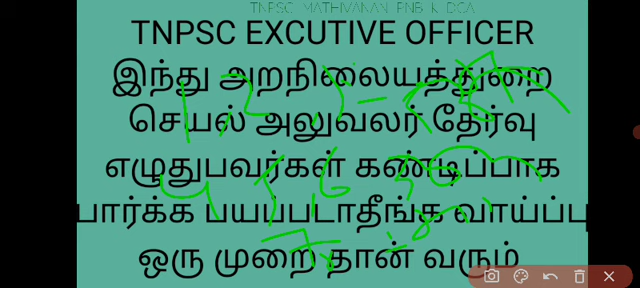 TNPSC MATHIVANAN PNB K DCA
TNPSC EXCUTIVE OFFICER
இந்து அறநிலையத்துறை
செயல் அலுவலர் தேர்வு
எழுதுபவர்கள் கண்டிப்பாக
பார்க்க பயப்படாதீங்க வாய்ப்பு
ஒரு முறை தான் வரும்